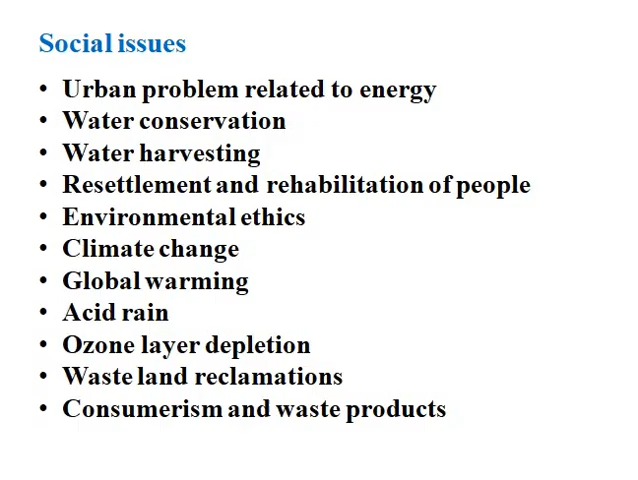 Social issues
• Urban problem related to energy
• Water conservation
• Water harvesting
• Resettlement and rehabilitation of people
• Environmental ethics
• Climate change
• Global warming
• Acid rain
• Ozone layer depletion
• Waste land reclamations
• Consumerism and waste products